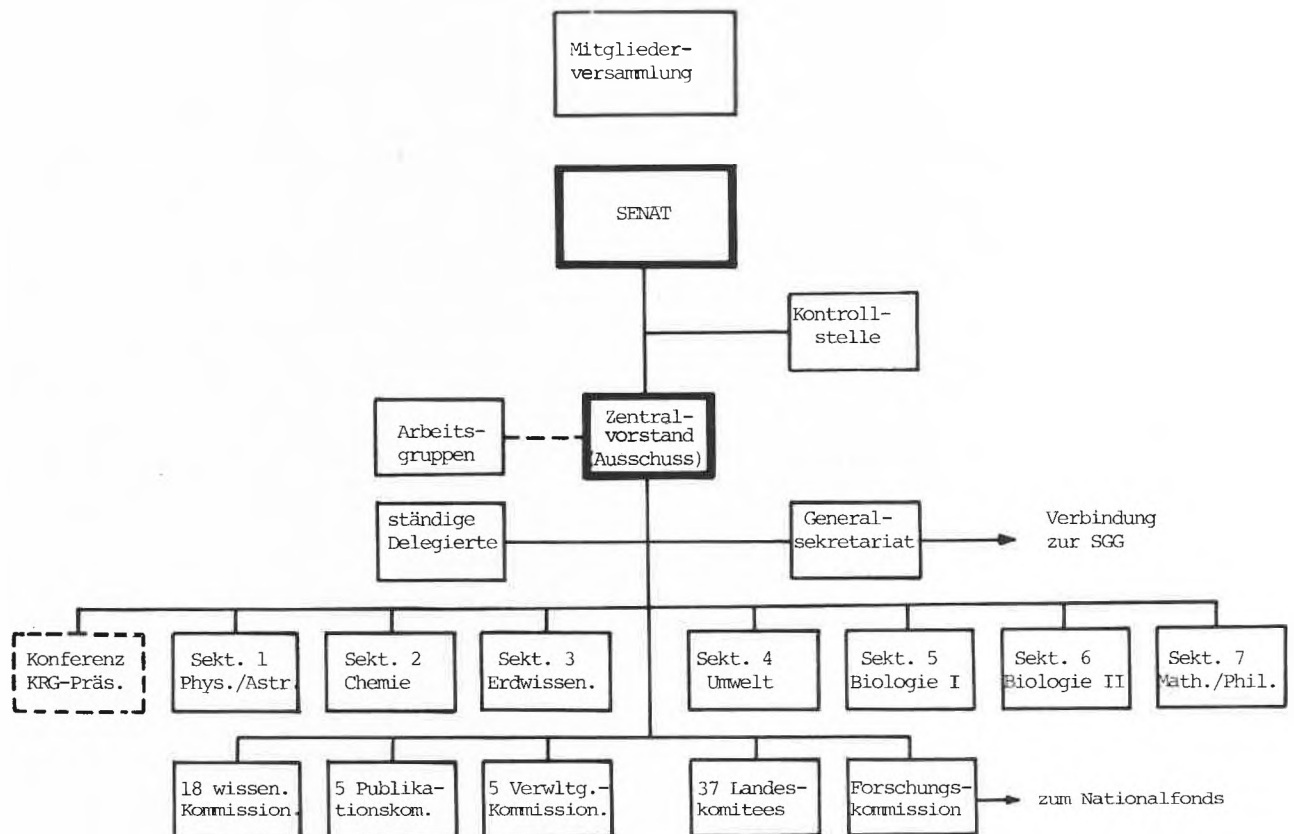 Mitglieder-
versammlung
SENAT
Kontroll-
stelle
Zentral-
vorstand
(Ausschuss)
Arbeits-
gruppen
ständige
Delegierte
General-
sekretariat
Verbindung
zur SGG
Konferenz
KRG-Präs.
Sekt. 1
Phys./Astr.
Sekt. 2
Chemie
Sekt. 3
Erdwissen.
Sekt. 4
Umwelt
Sekt. 5
Biologie I
Sekt. 6
Biologie II
Sekt. 7
Math./Phil.
18 wissen.
Kommission.
5 Publika-
tionskom.
5 Verwltg.-
Kommission.
37 Landes-
komitees
Forschungs-
kommission
zum Nationalfonds